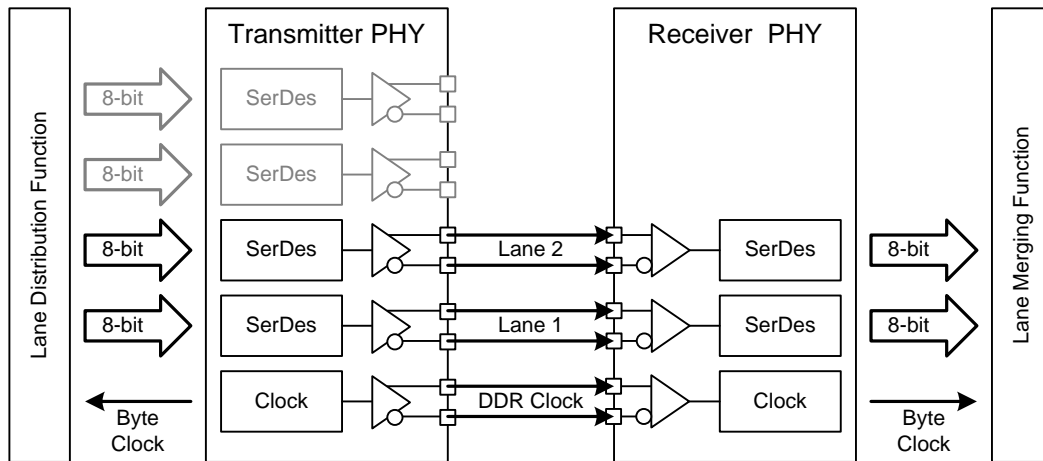 Transmitter PHY
Receiver PHY
Lane Distribution Function
8-bit
SerDes
8-bit
SerDes
8-bit
SerDes
Lane 2
SerDes
8-bit
8-bit
SerDes
Lane 1
SerDes
8-bit
Byte
Clock
Clock
DDR Clock
Clock
Byte
Clock
Lane Merging Function